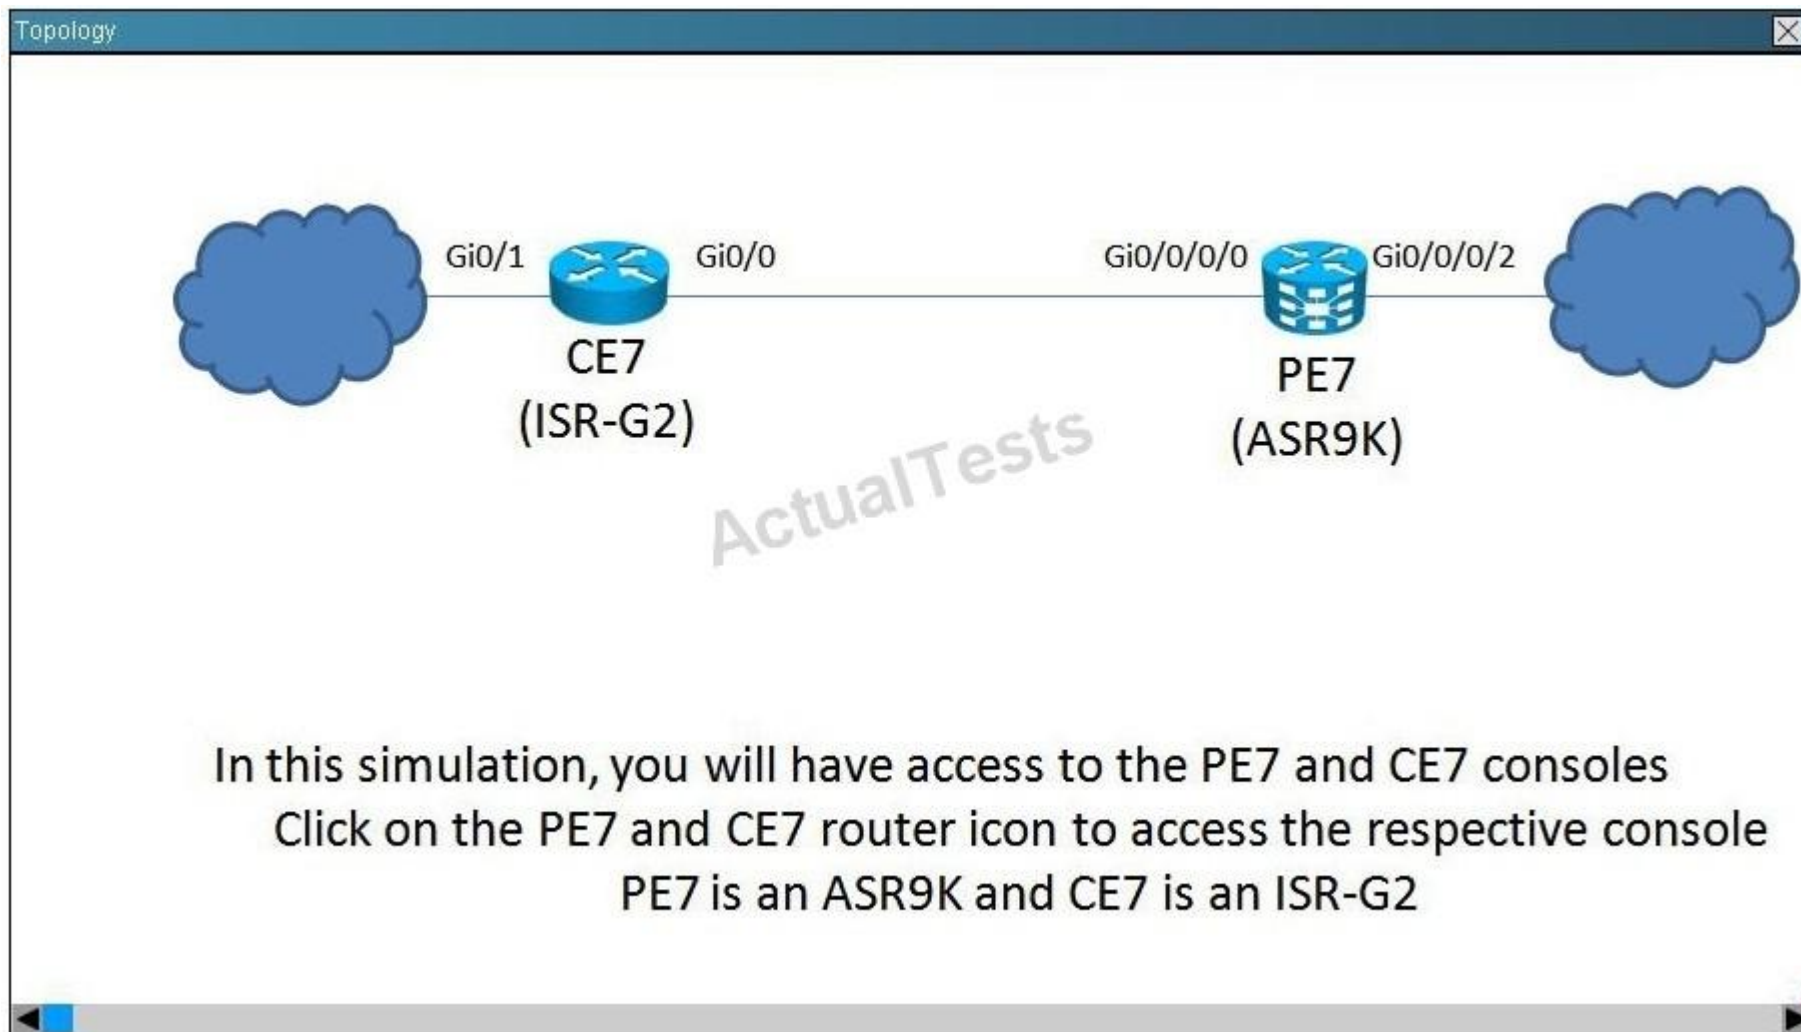 Topology
Gi0/1
Gi0/0
Gi0/0/0/0
Gi0/0/0/2
CE7
(ISR-G2)
PE7
(ASR9K)
ActualTests
In this simulation, you will have access to the PE7 and CE7 consoles
Click on the PE7 and CE7 router icon to access the respective console
PE7 is an ASR9K and CE7 is an ISR-G2